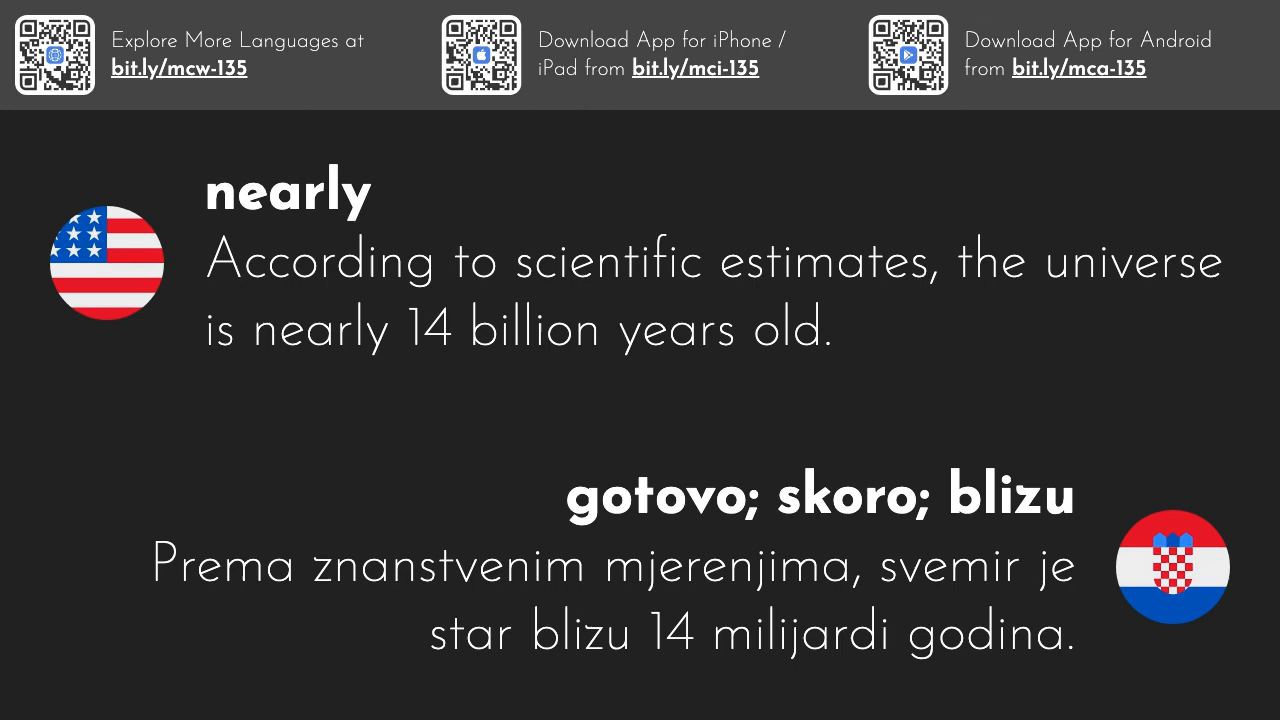 Explore More Languages at
bit.ly/mcw-135
Download App for iPhone /
iPad from bit.ly/mci-135
Download App for Android
from bit.ly/mca-135
nearly
According to scientific estimates, the universe
is nearly 14 billion years old.
gotovo; skoro; blizu
Prema znanstvenim mjerenjima, svemir je
star blizu 14 milijardi godina.